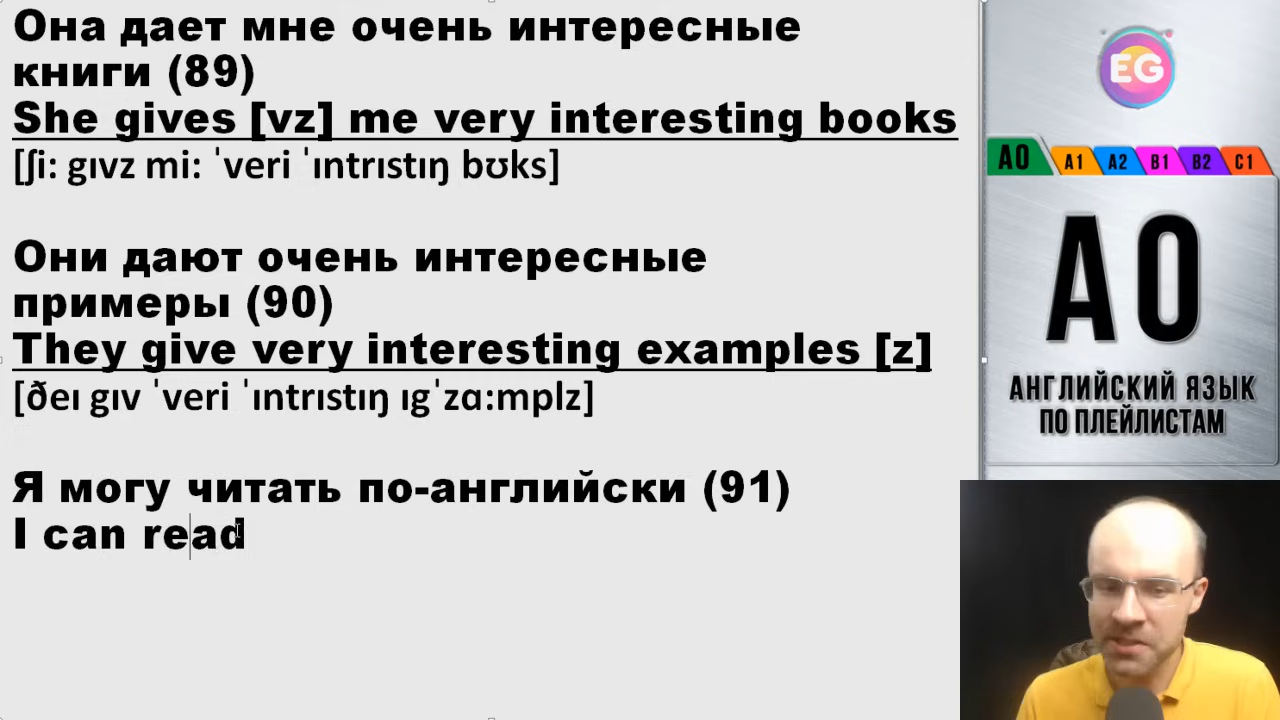 Она дает мне очень интересные
книги (89)
She gives [vz] me very interesting books
[ʃi: gɪvz mi: ˈveri ˈɪntrɪstɪŋ bʊks]
Они дают очень интересные
примеры (90)
They give very interesting examples [z]
[ðeɪ gɪv ˈveri ˈɪntrɪstɪŋ ɪgˈzɑ:mplz]
Я могу читать по-английски (91)
I can read
EG
A0 A1 A2 B1 B2 C1
A0
АНГЛИЙСКИЙ ЯЗЫК
ПО ПЛЕЙЛИСТАМ